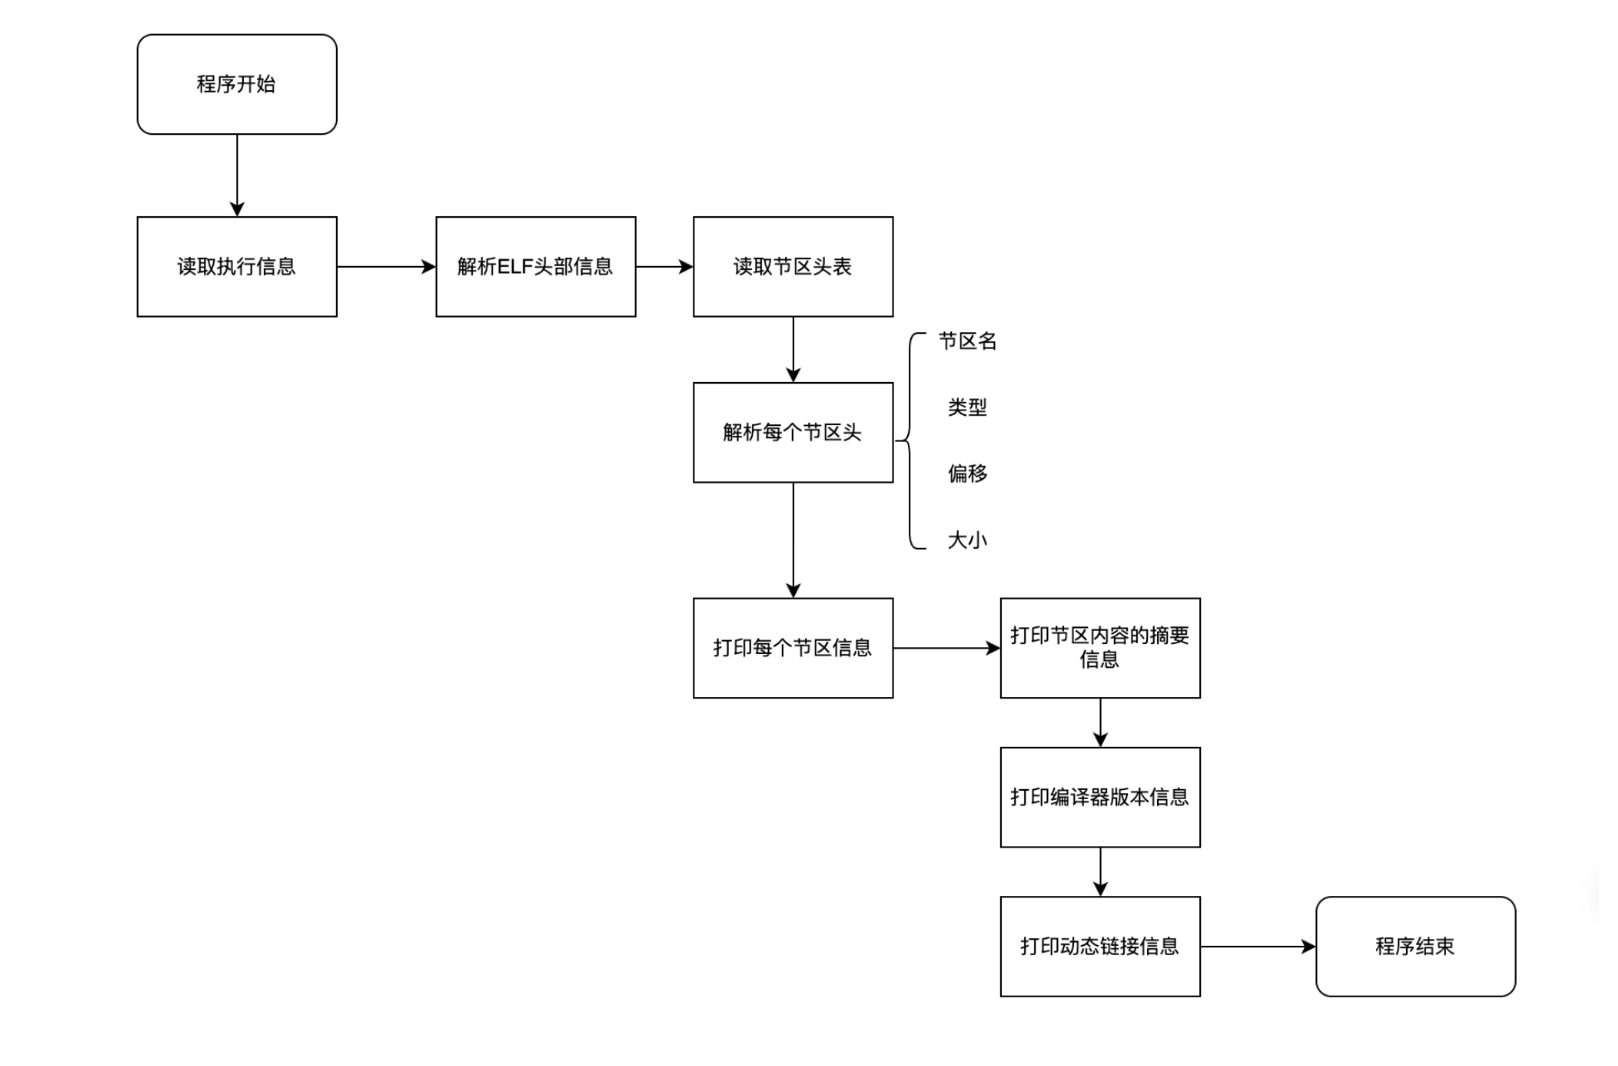 程序开始
读取执行信息
解析ELF头部信息
读取节区头表
节区名
类型
解析每个节区头
偏移
大小
打印每个节区信息
打印节区内容的摘要
信息
打印编译器版本信息
打印动态链接信息
程序结束